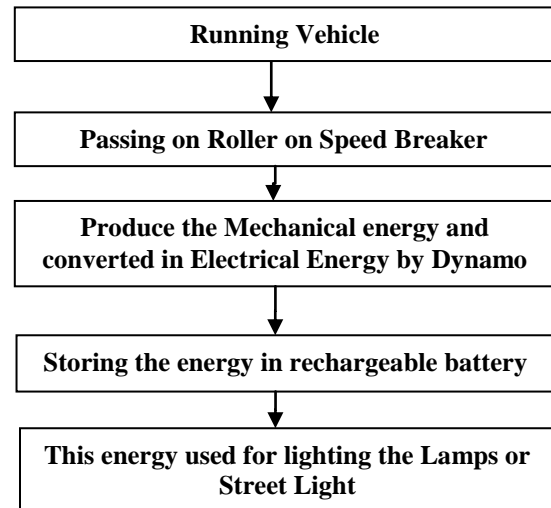 Running Vehicle
Passing on Roller on Speed Breaker
Produce the Mechanical energy and
converted in Electrical Energy by Dynamo
Storing the energy in rechargeable battery
This energy used for lighting the Lamps or
Street Light